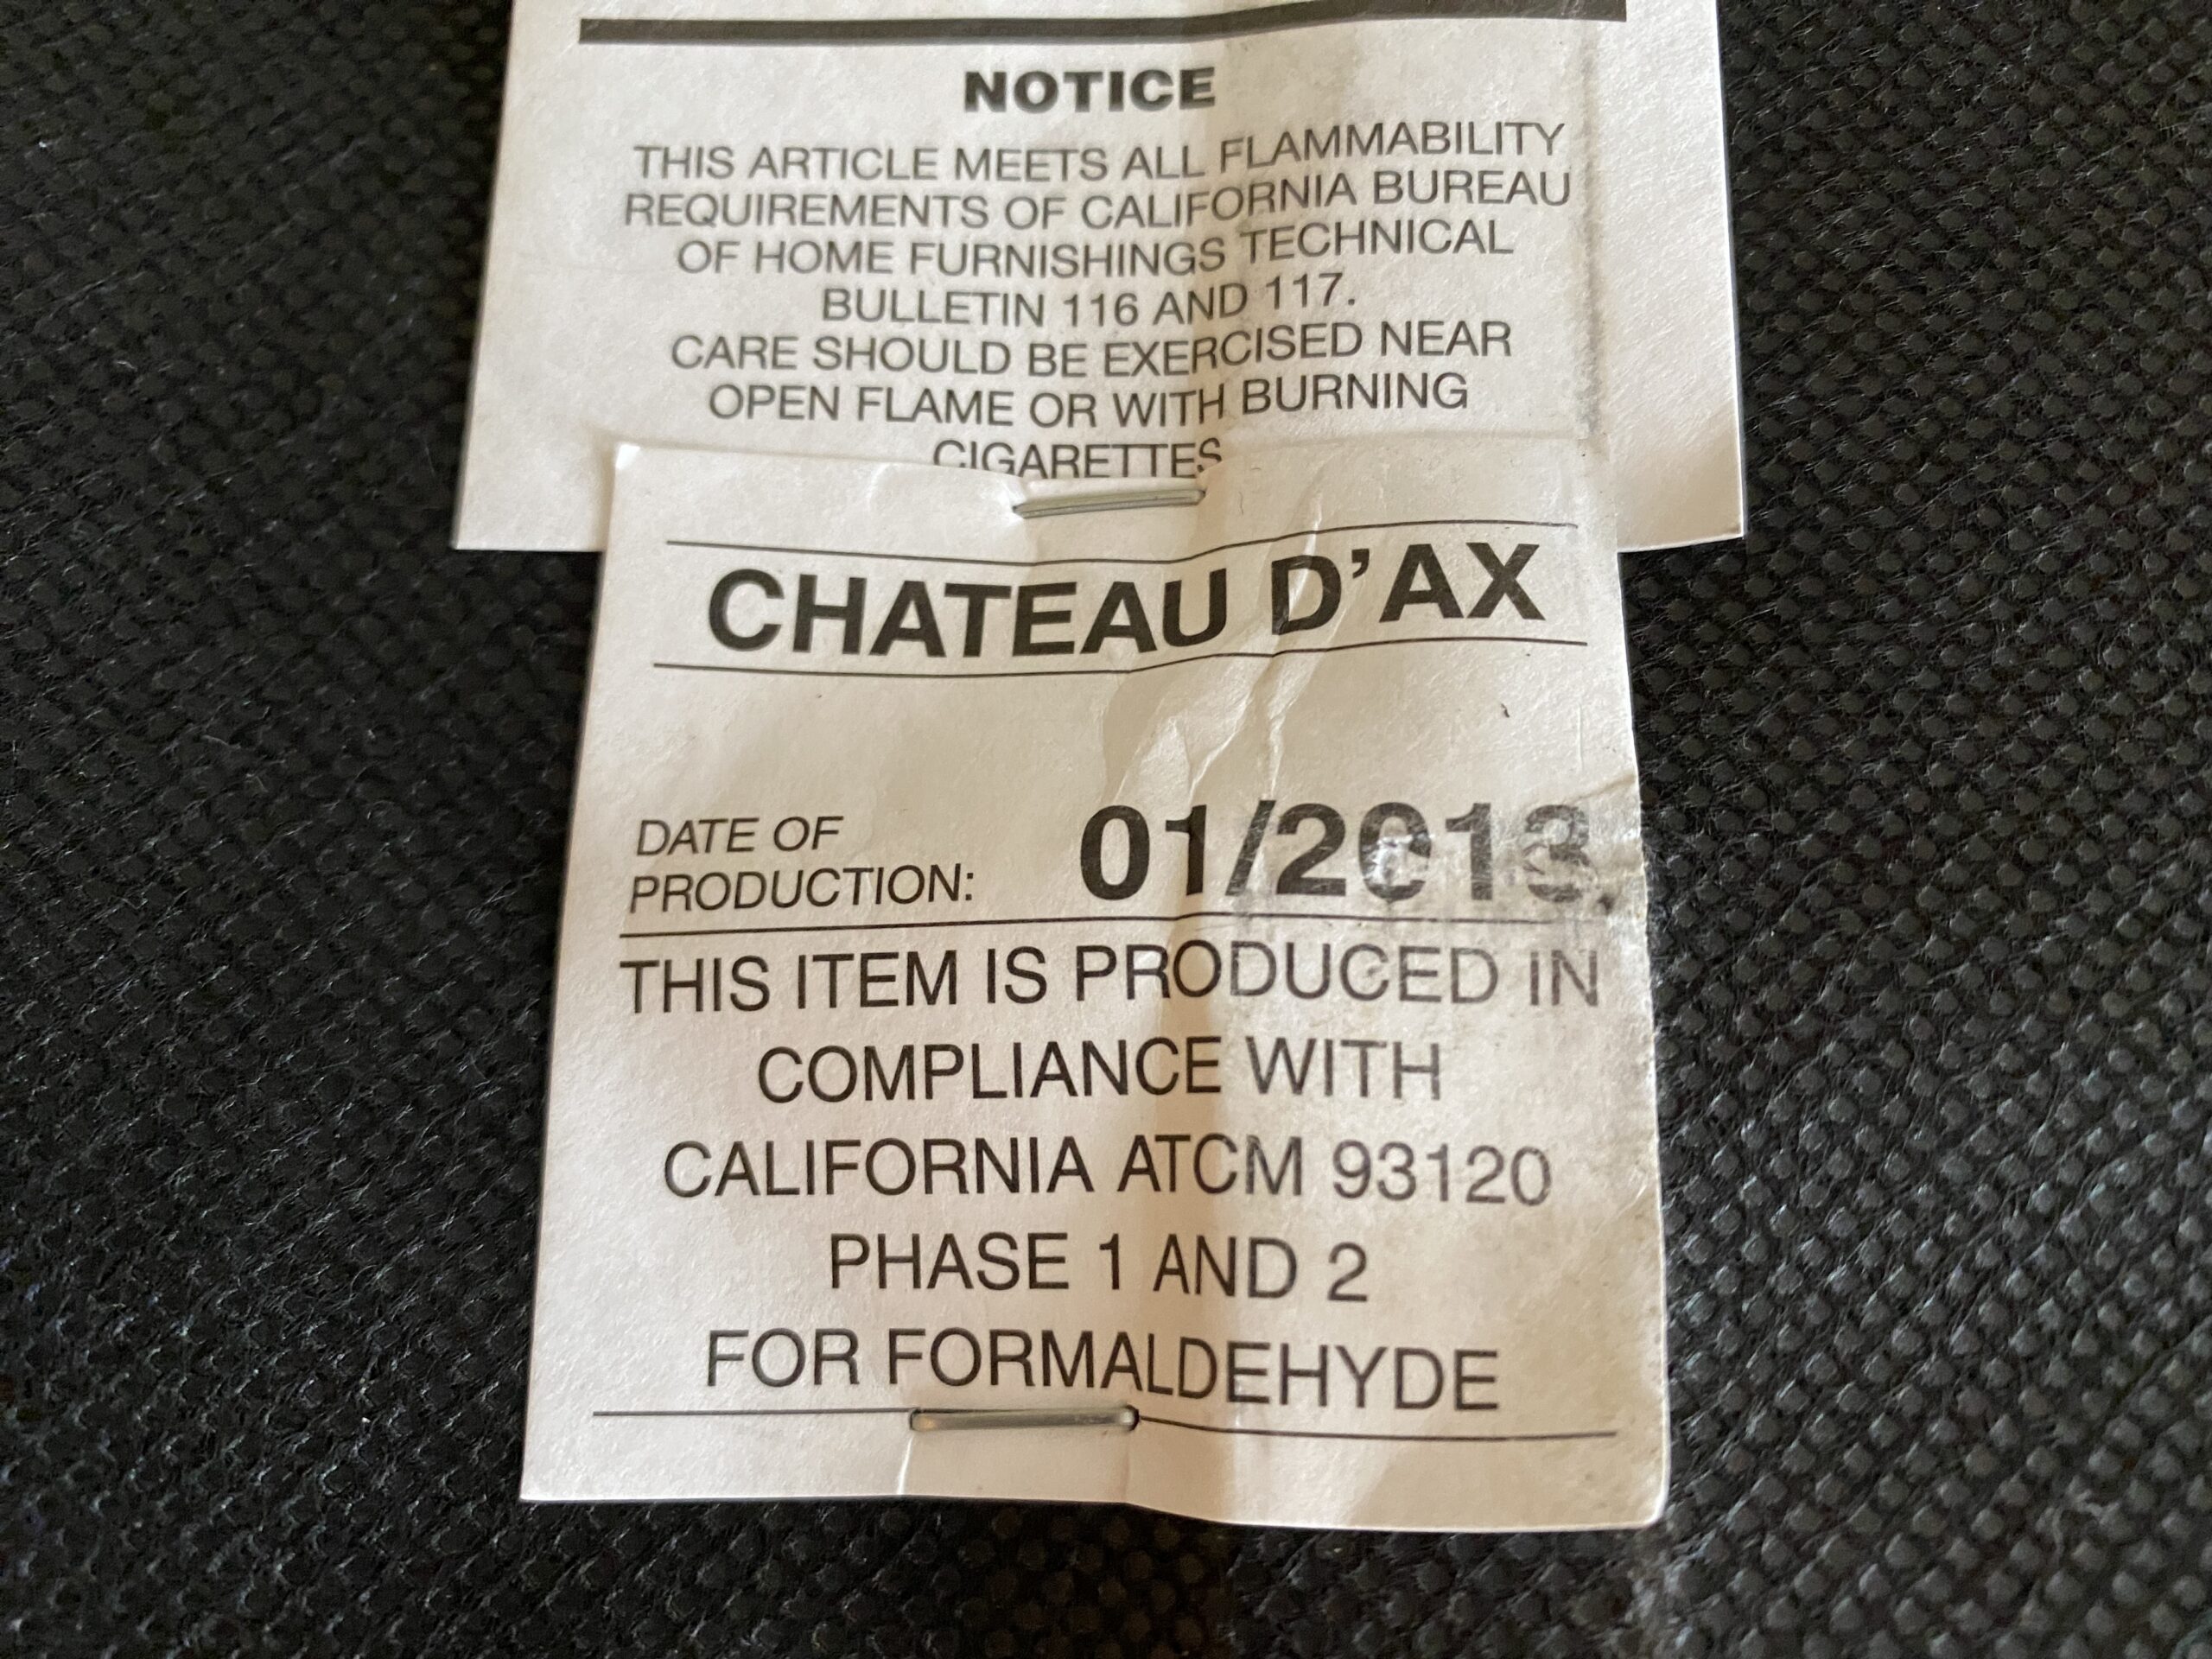 NOTICE
THIS ARTICLE MEETS ALL FLAMMABILITY
REQUIREMENTS OF CALIFORNIA BUREAU
OF HOME FURNISHINGS TECHNICAL
BULLETIN 116 AND 117.
CARE SHOULD BE EXERCISED NEAR
OPEN FLAME OR WITH BURNING
CIGARETTES
CHATEAU D'AX
DATE OF
PRODUCTION: 01/2013
THIS ITEM IS PRODUCED IN
COMPLIANCE WITH
CALIFORNIA ATCM 93120
PHASE 1 AND 2
FOR FORMALDEHYDE